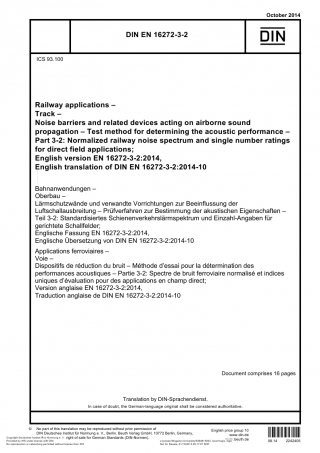 October 2014
DIN EN 16272-3-2
DIN
ICS 93.100
Railway applications –
Track –
Noise barriers and related devices acting on airborne sound
propagation – Test method for determining the acoustic performance –
Part 3-2: Normalized railway noise spectrum and single number ratings
for direct field applications;
English version EN 16272-3-2:2014,
English translation of DIN EN 16272-3-2:2014-10
Bahnanwendungen –
Oberbau –
Lärmschutzwände und verwandte Vorrichtungen zur Beeinflussung der
Luftschallausbreitung – Prüfverfahren zur Bestimmung der akustischen Eigenschaften –
Teil 3-2: Standardisiertes Schienenverkehrslärmspektrum und Einzahl-Angaben für
gerichtete Schallfelder;
Englische Fassung EN 16272-3-2:2014,
Englische Übersetzung von DIN EN 16272-3-2:2014-10
Applications ferroviaires –
Voie –
Dispositifs de réduction du bruit – Méthode d'essai pour la détermination des
performances acoustiques – Partie 3-2: Spectre de bruit ferroviaire normalisé et indices
uniques d'évaluation pour des applications en champ direct;
Version anglaise EN 16272-3-2:2014,
Traduction anglaise de DIN EN 16272-3-2:2014-10
Document comprises 16 pages
Translation by DIN-Sprachendienst.
In case of doubt, the German-language original shall be considered authoritative.
No part of this translation may be reproduced without prior permission of
DIN Deutsches Institut für Normung e. V., Berlin. Beuth Verlag GmbH, 10772 Berlin, Germany,
right of sale for German Standards (DIN-Normen).
English price group 10
www.din.de
www.beuth.de